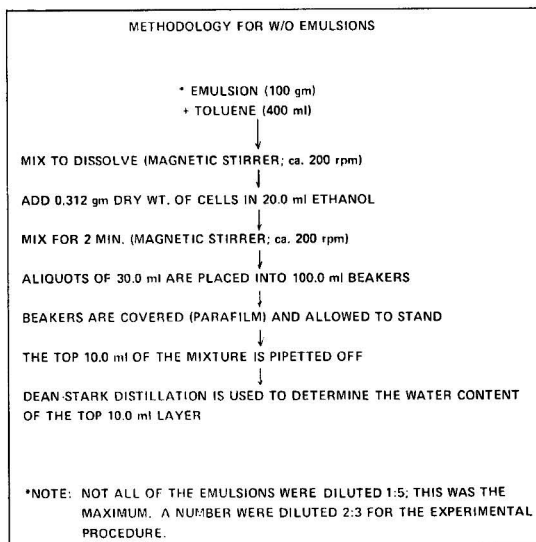 METHODOLOGY FOR W/O EMULSIONS
* EMULSION (100 gm)
+ TOLUENE (400 ml)
MIX TO DISSOLVE (MAGNETIC STIRRER; ca. 200 rpm)
ADD 0.312 gm DRY WT. OF CELLS IN 20.0 ml ETHANOL
MIX FOR 2 MIN. (MAGNETIC STIRRER; ca. 200 rpm)
ALIQUOTS OF 30.0 ml ARE PLACED INTO 100.0 ml BEAKERS
BEAKERS ARE COVERED (PARAFILM) AND ALLOWED TO STAND
THE TOP 10.0 ml OF THE MIXTURE IS PIPETTED OFF
DEAN-STARK DISTILLATION IS USED TO DETERMINE THE WATER CONTENT
OF THE TOP 10.0 ml LAYER
*NOTE: NOT ALL OF THE EMULSIONS WERE DILUTED 1:5; THIS WAS THE
MAXIMUM. A NUMBER WERE DILUTED 2:3 FOR THE EXPERIMENTAL
PROCEDURE.